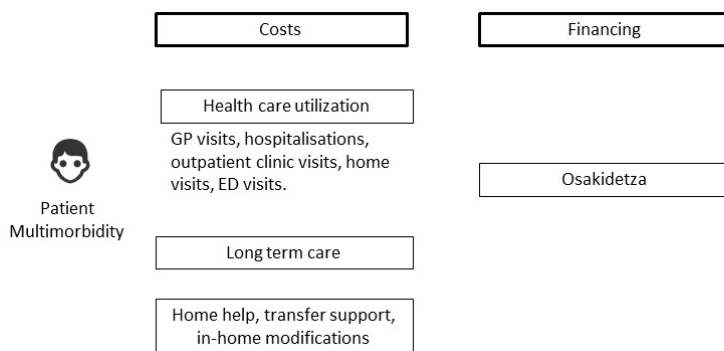 Costs
Financing
Health care utilization
GP visits, hospitalisations,
outpatient clinic visits, home
visits, ED visits.
Osakidetza
Patient
Multimorbidity
Long term care
Home help, transfer support,
in-home modifications